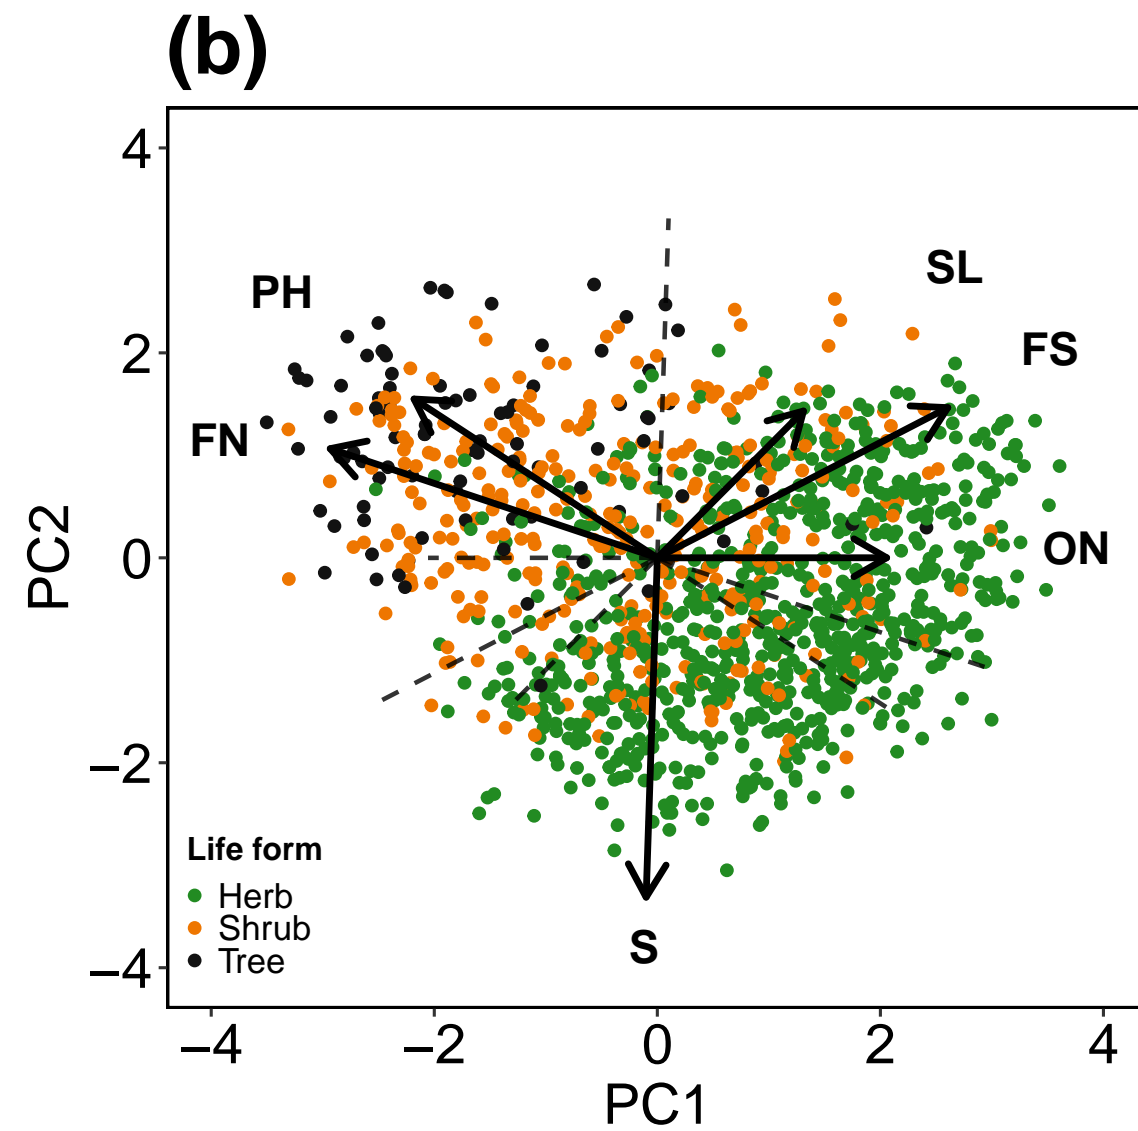 (b)
4
2
0
−2
−4
PC2
PH
FN
SL
FS
ON
S
Life form
Herb
Shrub
Tree
−4 −2 0 2 4
PC1